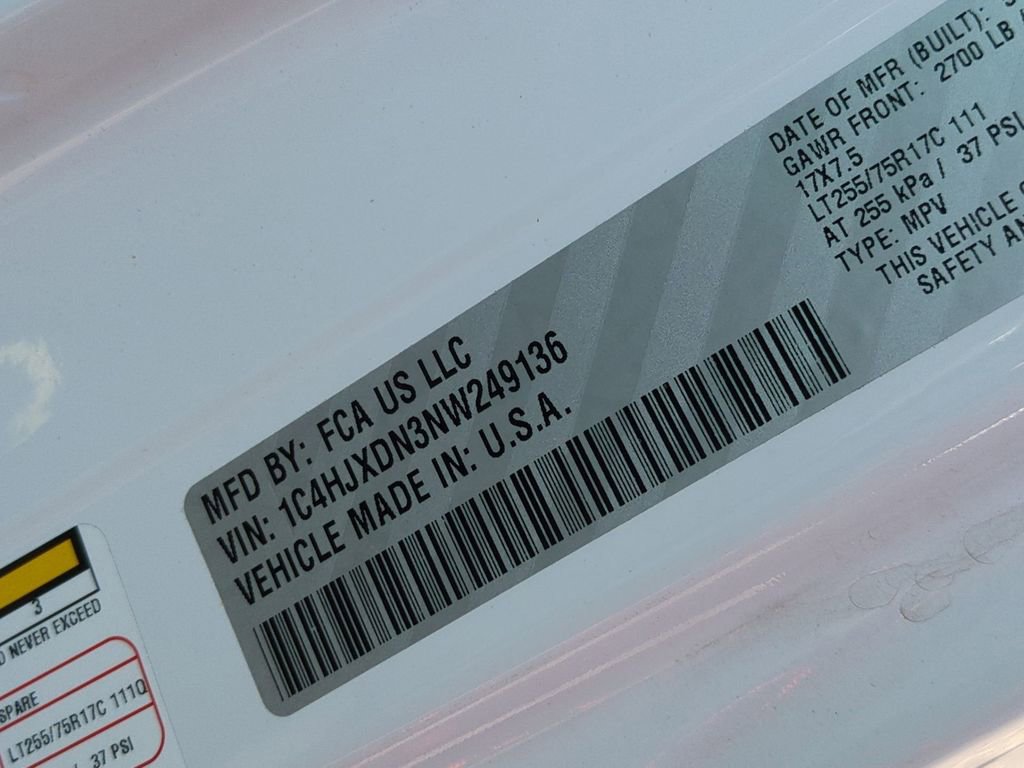 MFD BY: FCA US LLC
VIN: 1C4HJXDN3NW249136
VEHICLE MADE IN: U.S.A.
DATE OF MFR (BUILT):
GAWR FRONT: 2700 LB
17X7.5
LT255/75R17C 111
AT 255 kPa / 37 PSI
TYPE: MPV
THIS VEHICLE
SAFETY
3
NEVER EXCEED
SPARE
LT255/75R17C 111Q
/ 37 PSI